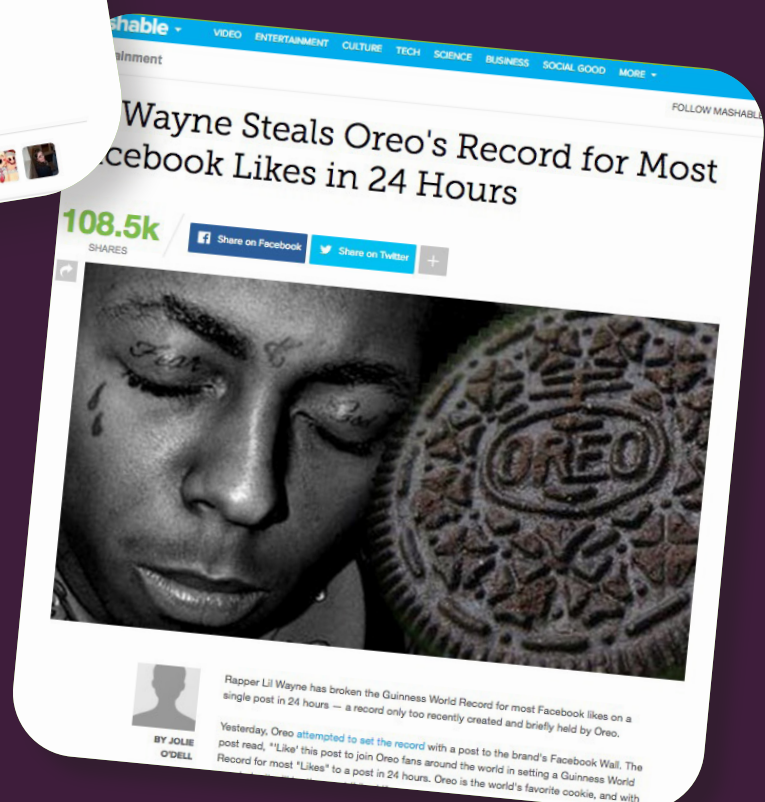 shable
VIDEO ENTERTAINMENT CULTURE TECH SCIENCE BUSINESS SOCIAL GOOD MORE
ainment
FOLLOW MASHABLE
Wayne Steals Oreo's Record for Most
cebook Likes in 24 Hours
108.5k
SHARES
Share on Facebook
Share on Twitter
+
OREO
Rapper Lil Wayne has broken the Guinness World Record for most Facebook likes on a
single post in 24 hours — a record only too recently created and briefly held by Oreo.
BY JOLIE
O'DELL
Yesterday, Oreo attempted to set the record with a post to the brand's Facebook Wall. The
post read, "'Like' this post to join Oreo fans around the world in setting a Guinness World
Record for most "Likes" to a post in 24 hours. Oreo is the world's favorite cookie, and with